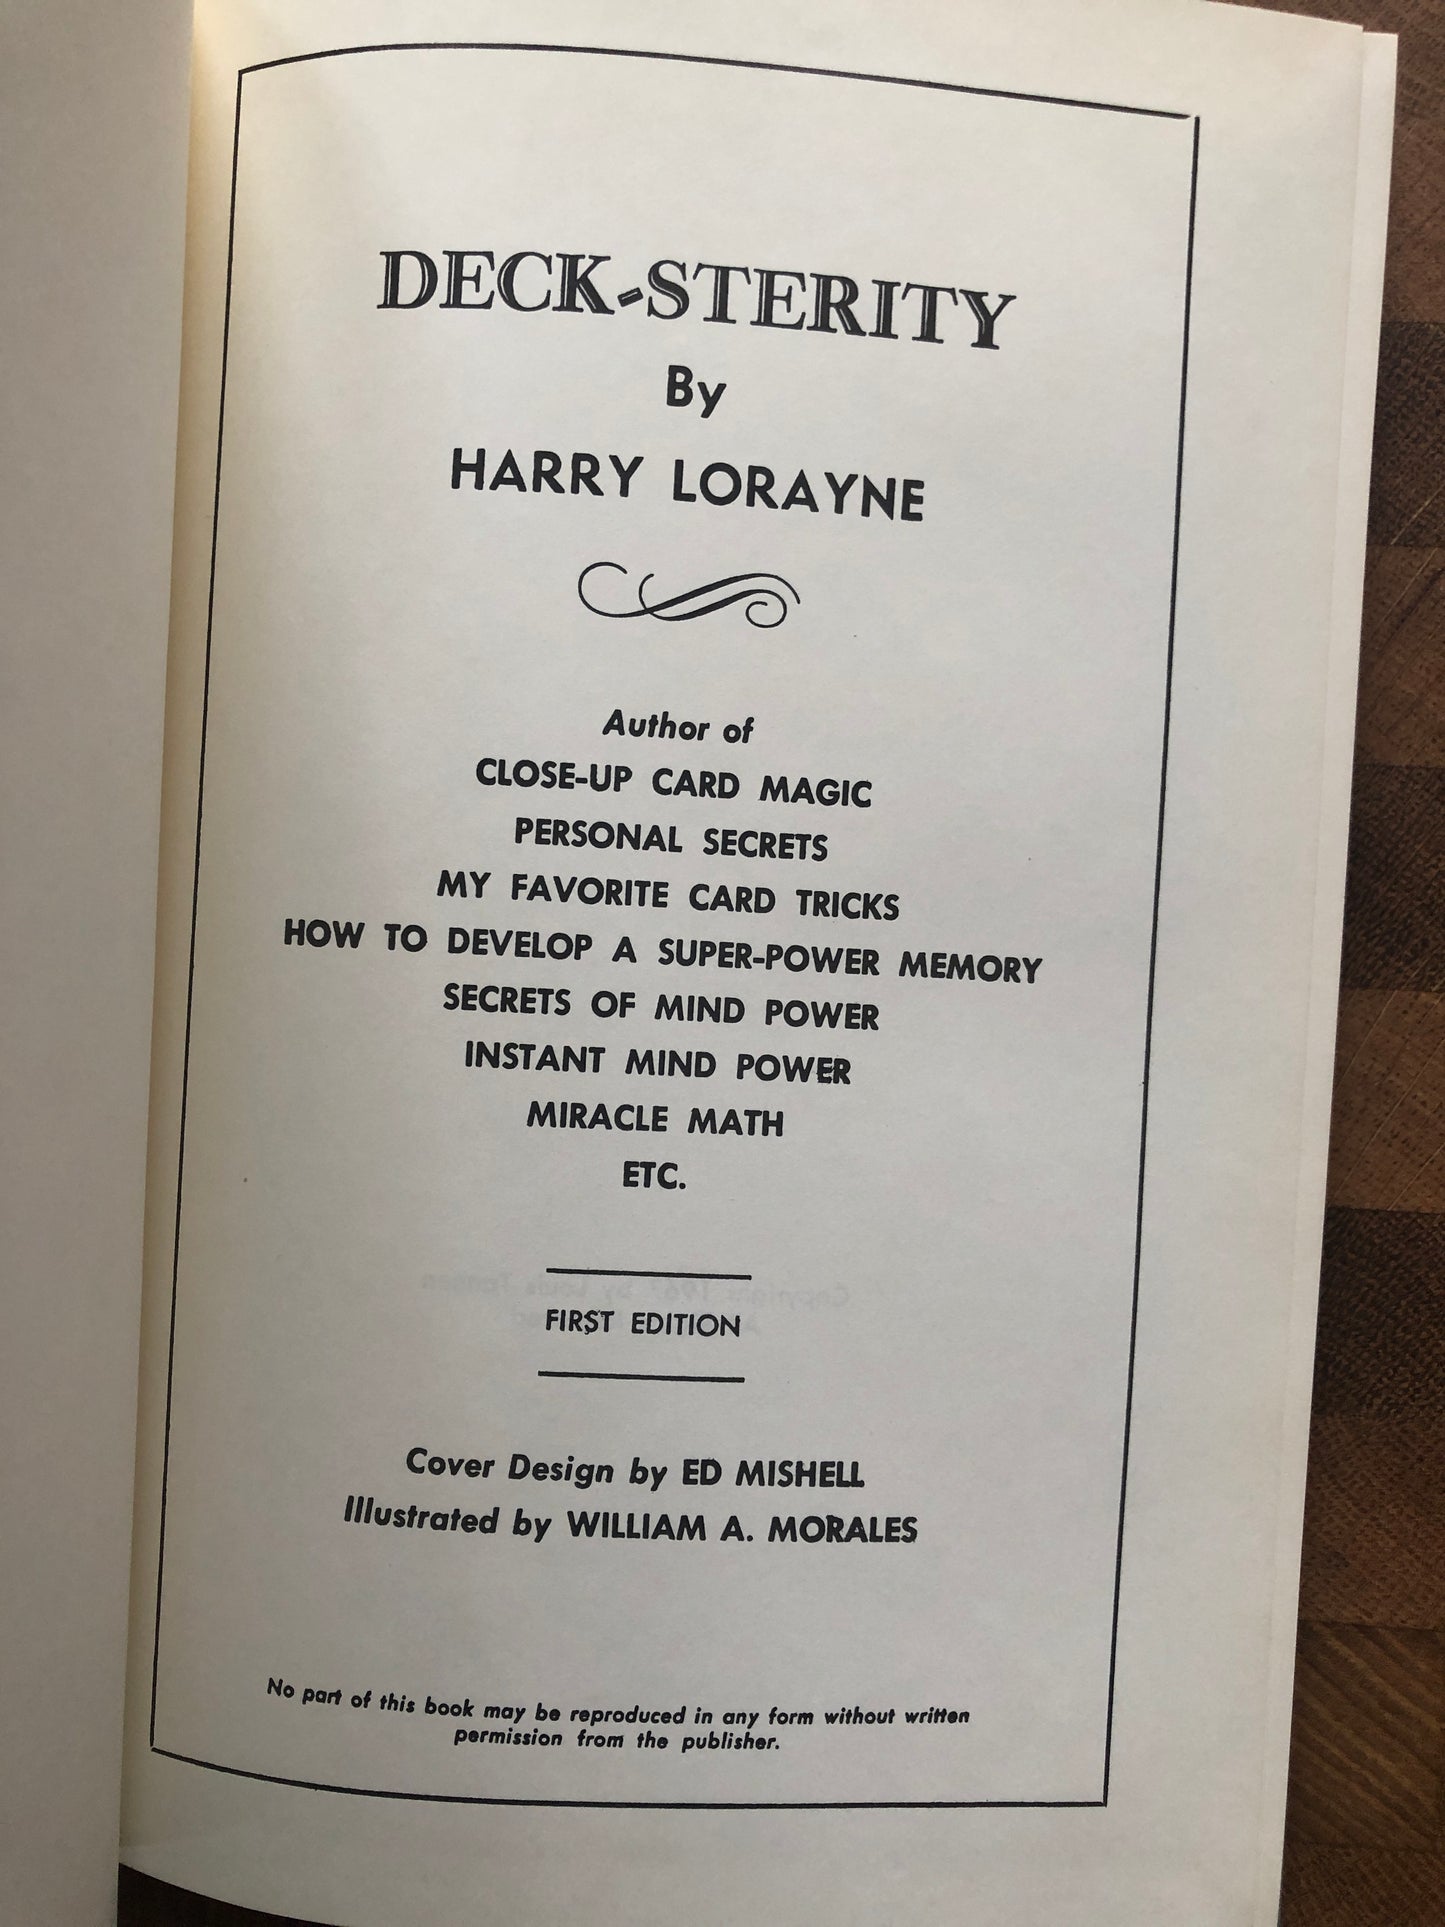 DECK-STERITY
By
HARRY LORAYNE
Author of
CLOSE-UP CARD MAGIC
PERSONAL SECRETS
MY FAVORITE CARD TRICKS
HOW TO DEVELOP A SUPER-POWER MEMORY
SECRETS OF MIND POWER
INSTANT MIND POWER
MIRACLE MATH
ETC.
FIRST EDITION
Cover Design by ED MISHELL
Illustrated by WILLIAM A. MORALES
No part of this book may be reproduced in any form without written
permission from the publisher.